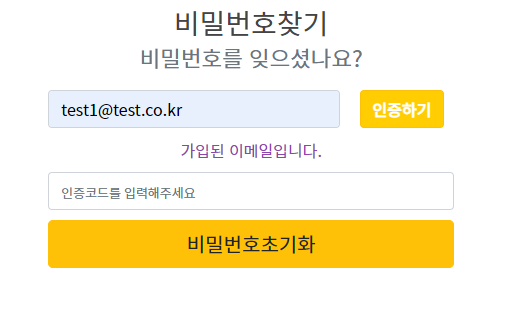 비밀번호찾기
비밀번호를 잊으셨나요?
test1@test.co.kr 인증하기
가입된 이메일입니다.
인증코드를 입력해주세요
비밀번호초기화